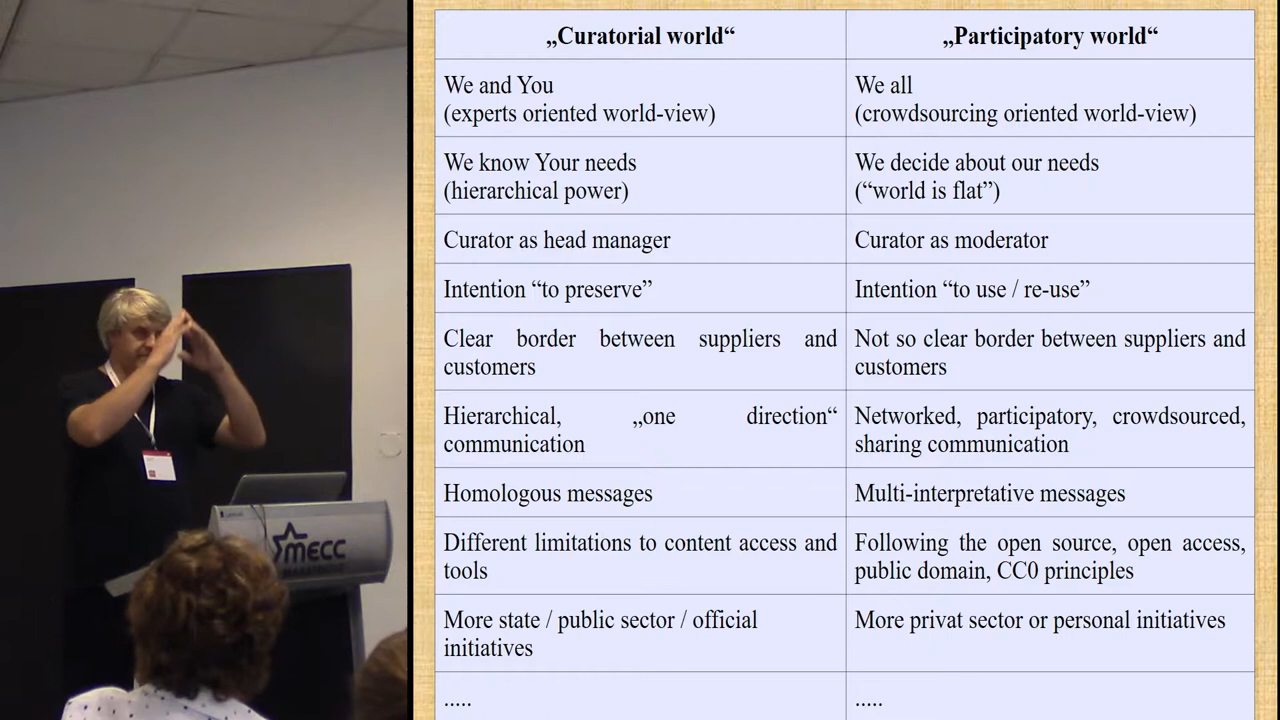 „Curatorial world“
„Participatory world“
We and You
(experts oriented world-view)
We all
(crowdsourcing oriented world-view)
We know Your needs
(hierarchical power)
We decide about our needs
(“world is flat”)
Curator as head manager
Curator as moderator
Intention “to preserve”
Intention “to use / re-use”
Clear border between suppliers and
customers
Not so clear border between suppliers and
customers
Hierarchical, „one direction“
communication
Networked, participatory, crowdsourced,
sharing communication
Homologous messages
Multi-interpretative messages
Different limitations to content access and
tools
Following the open source, open access,
public domain, CC0 principles
More state / public sector / official
initiatives
More privat sector or personal initiatives
.....
.....
mecc